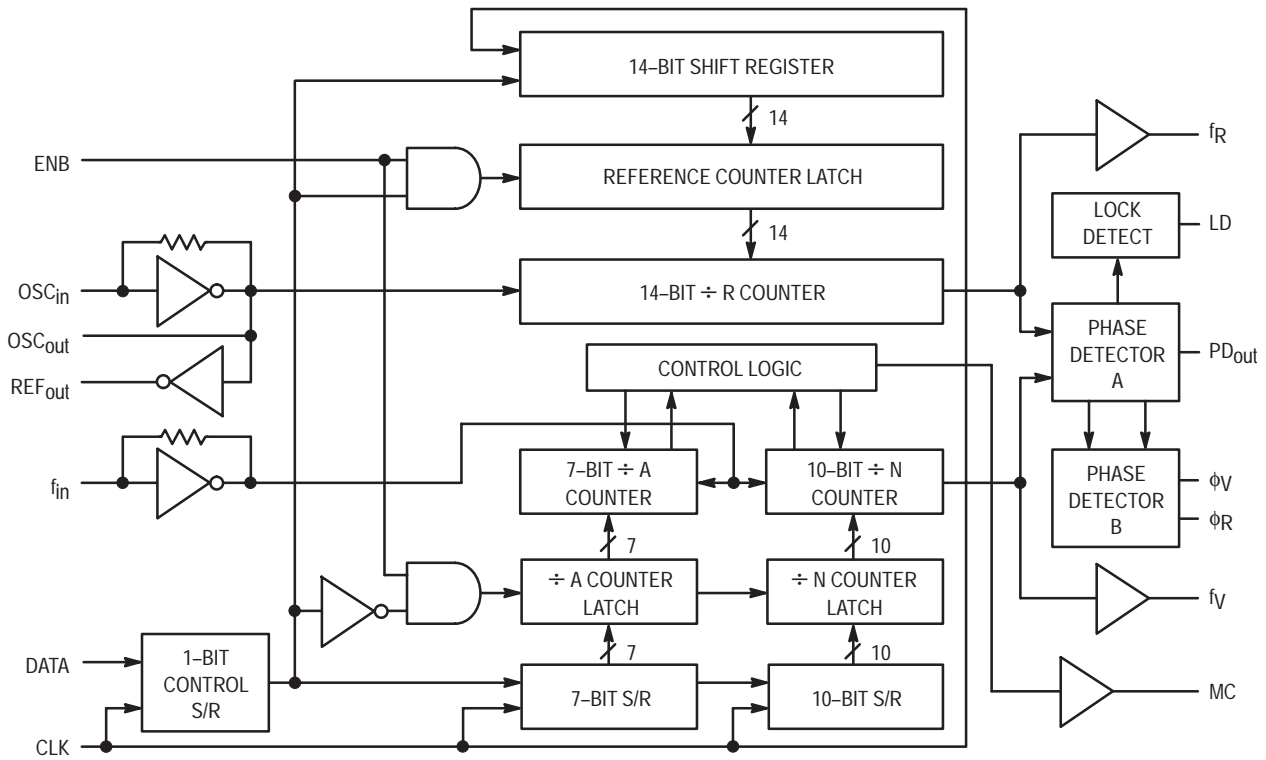 14–BIT SHIFT REGISTER
14
fR
ENB
REFERENCE COUNTER LATCH
LOCK
DETECT
LD
14
OSCin
14–BIT ÷ R COUNTER
OSCout
PHASE
DETECTOR
A
PDout
CONTROL LOGIC
REFout
fin
7–BIT ÷ A
COUNTER
10–BIT ÷ N
COUNTER
PHASE
DETECTOR
B
ϕV
ϕR
7
10
÷ A COUNTER
LATCH
÷ N COUNTER
LATCH
fV
7
10
DATA
1–BIT
CONTROL
S/R
7–BIT S/R
10–BIT S/R
MC
CLK